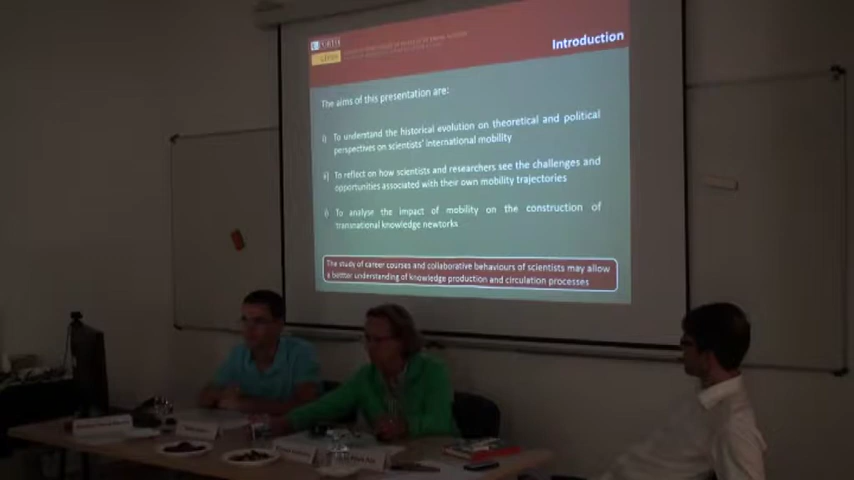 Introduction
The aims of this presentation are:
i) To understand the historical evolution on theoretical and political
perspectives on scientists' international mobility
ii) To reflect on how scientists and researchers see the challenges and
opportunities associated with their own mobility trajectories
i) To analyse the impact of mobility on the construction of
transnational knowledge newtorks
The study of career courses and collaborative behaviours of scientists may allow
a bettter understanding of knowledge production and circulation processes